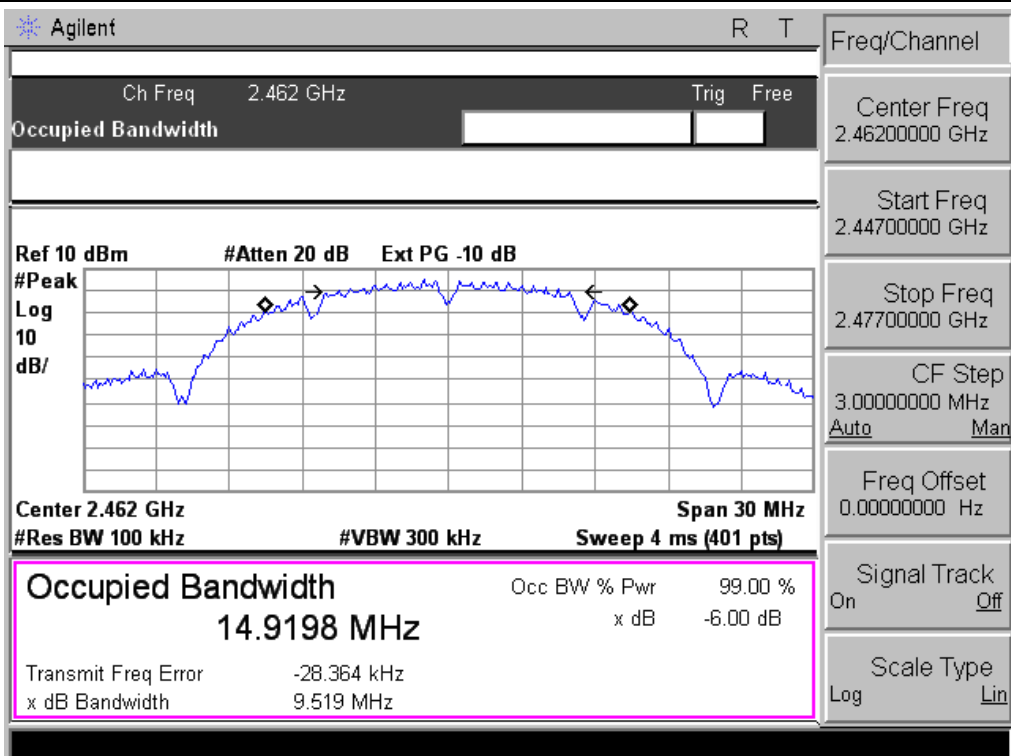 Agilent R T
Ch Freq 2.462 GHz Trig Free
Occupied Bandwidth
Ref 10 dBm #Atten 20 dB Ext PG -10 dB
#Peak
Log
10
dB/
Center 2.462 GHz Span 30 MHz
#Res BW 100 kHz #VBW 300 kHz Sweep 4 ms (401 pts)
Occupied Bandwidth
14.9198 MHz
Occ BW % Pwr 99.00 %
x dB -6.00 dB
Transmit Freq Error -28.364 kHz
x dB Bandwidth 9.519 MHz
Freq/Channel
Center Freq
2.46200000 GHz
Start Freq
2.44700000 GHz
Stop Freq
2.47700000 GHz
CF Step
3.00000000 MHz
Auto Man
Freq Offset
0.00000000 Hz
Signal Track
On Off
Scale Type
Log Lin